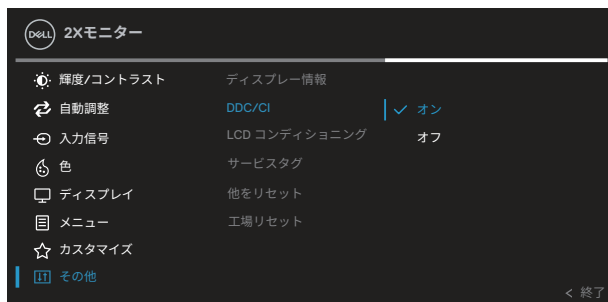 DELL 2Xモニター
輝度/コントラスト ディスプレー情報
自動調整 DDC/CI オン
入力信号 LCD コンディショニング オフ
色 サービスタグ
ディスプレイ 他をリセット
メニュー 工場リセット
カスタマイズ
その他
< 終了